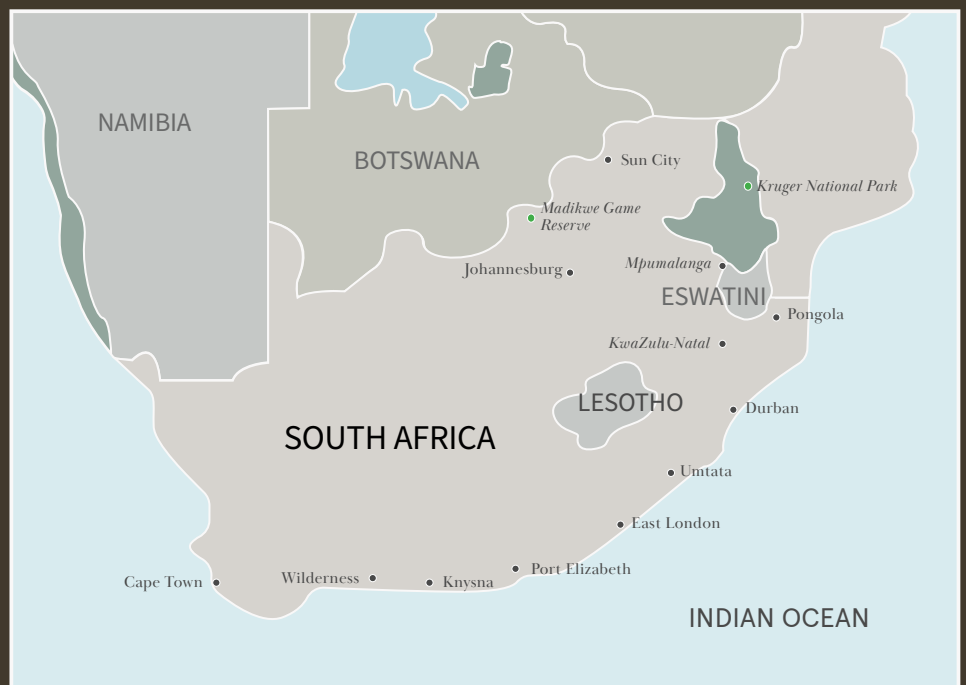 NAMIBIA
BOTSWANA
Sun City
Kruger National Park
Madikwe Game
Reserve
Johannesburg
Mpumalanga
ESWATINI
Pongola
KwaZulu-Natal
LESOTHO
Durban
SOUTH AFRICA
Umtata
East London
Port Elizabeth
Cape Town
Wilderness
Knysna
INDIAN OCEAN